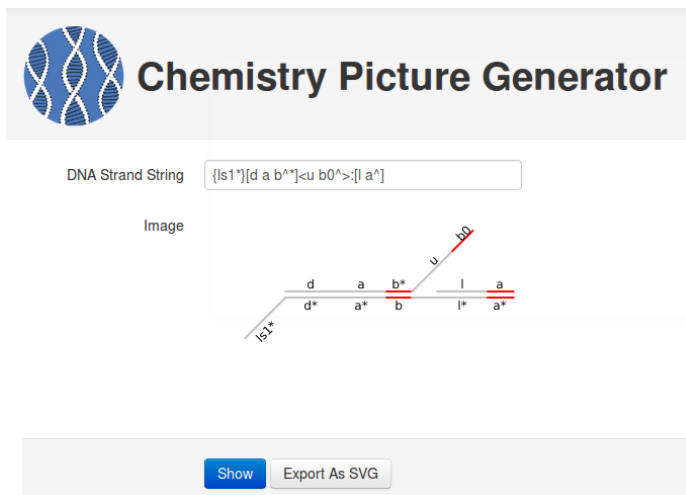 Chemistry Picture Generator
DNA Strand String {ls1*}[d a b^*]<u b0^>:[l a^]
Image
b0
u
d a b* l a
d* a* b l* a*
ls1*
Show Export As SVG